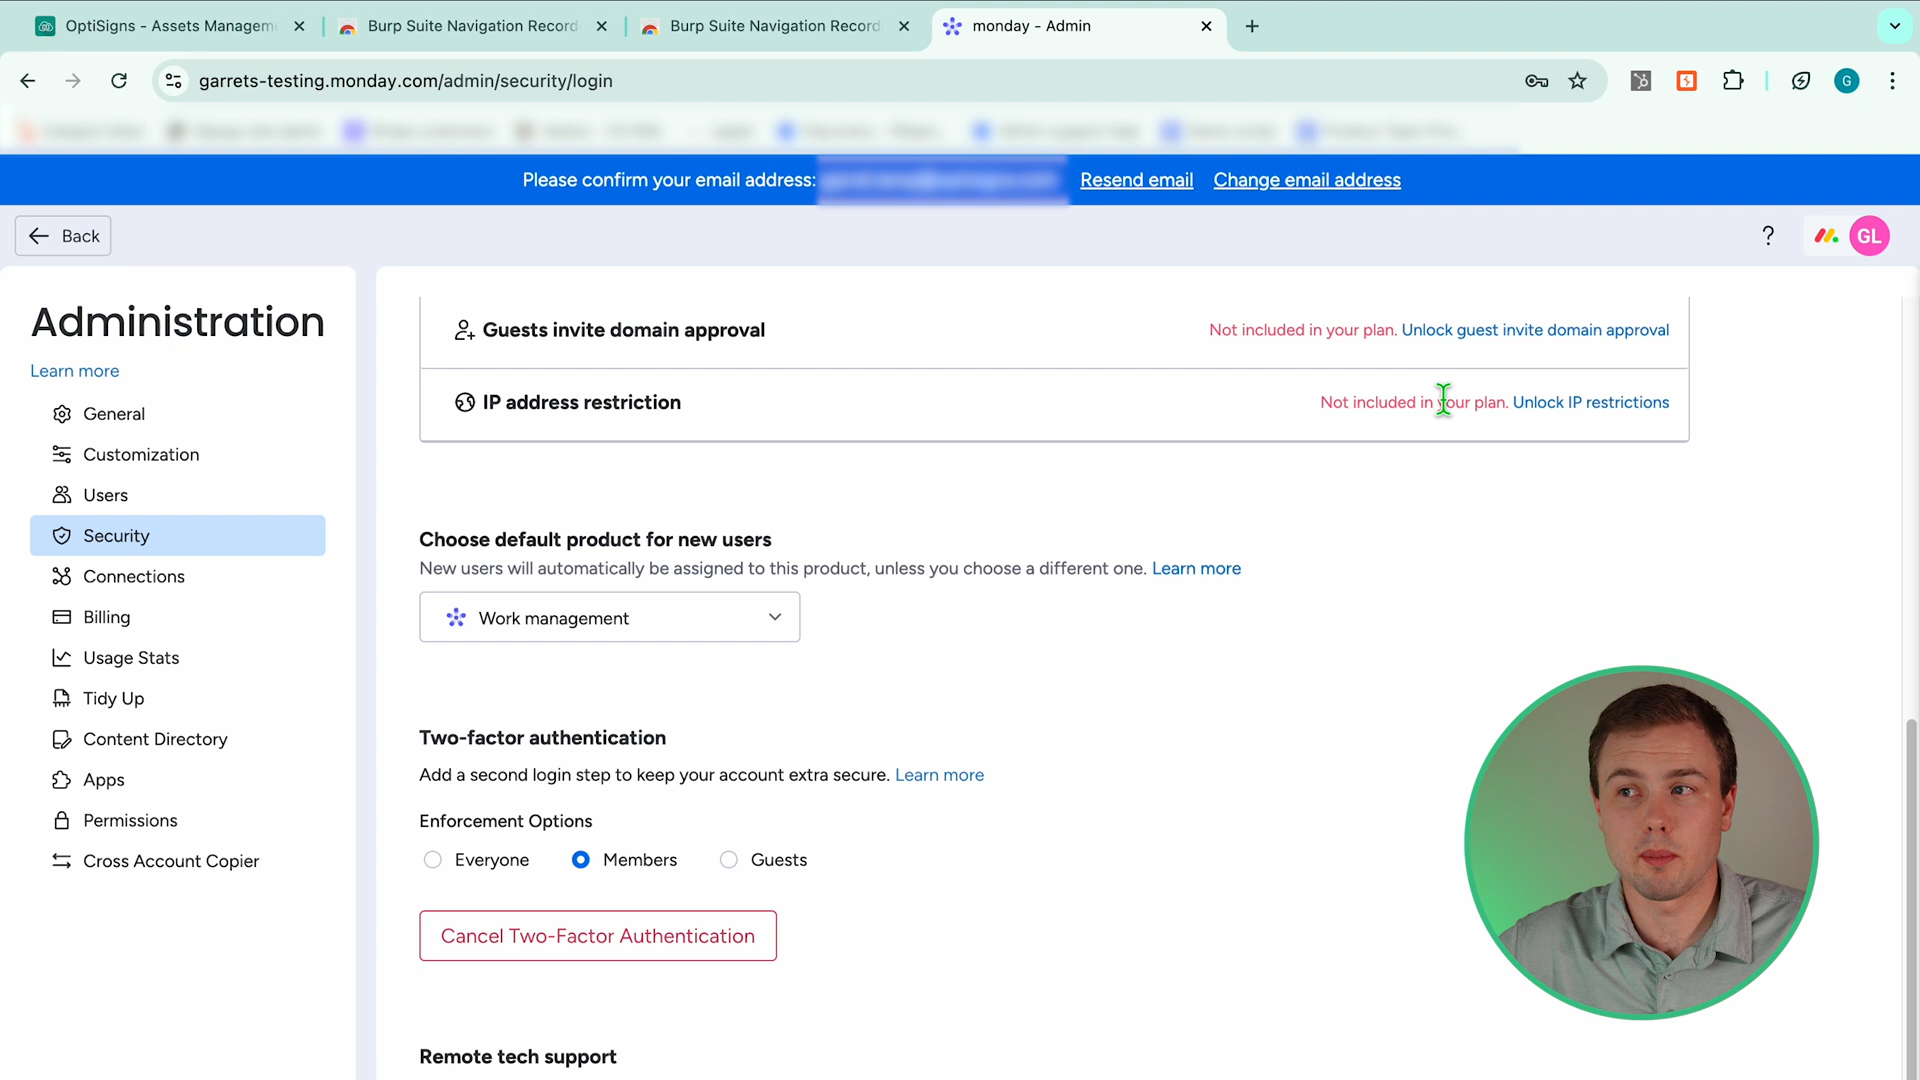 OptiSigns - Assets Managem
Burp Suite Navigation Record
Burp Suite Navigation Record
monday - Admin
garrets-testing.monday.com/admin/security/login
G
Please confirm your email address:
Resend email
Change email address
Back
?
GL
Administration
Learn more
General
Customization
Users
Security
Connections
Billing
Usage Stats
Tidy Up
Content Directory
Apps
Permissions
Cross Account Copier
Guests invite domain approval
Not included in your plan. Unlock guest invite domain approval
IP address restriction
Not included in your plan. Unlock IP restrictions
Choose default product for new users
New users will automatically be assigned to this product, unless you choose a different one. Learn more
Work management
Two-factor authentication
Add a second login step to keep your account extra secure. Learn more
Enforcement Options
Everyone
Members
Guests
Cancel Two-Factor Authentication
Remote tech support